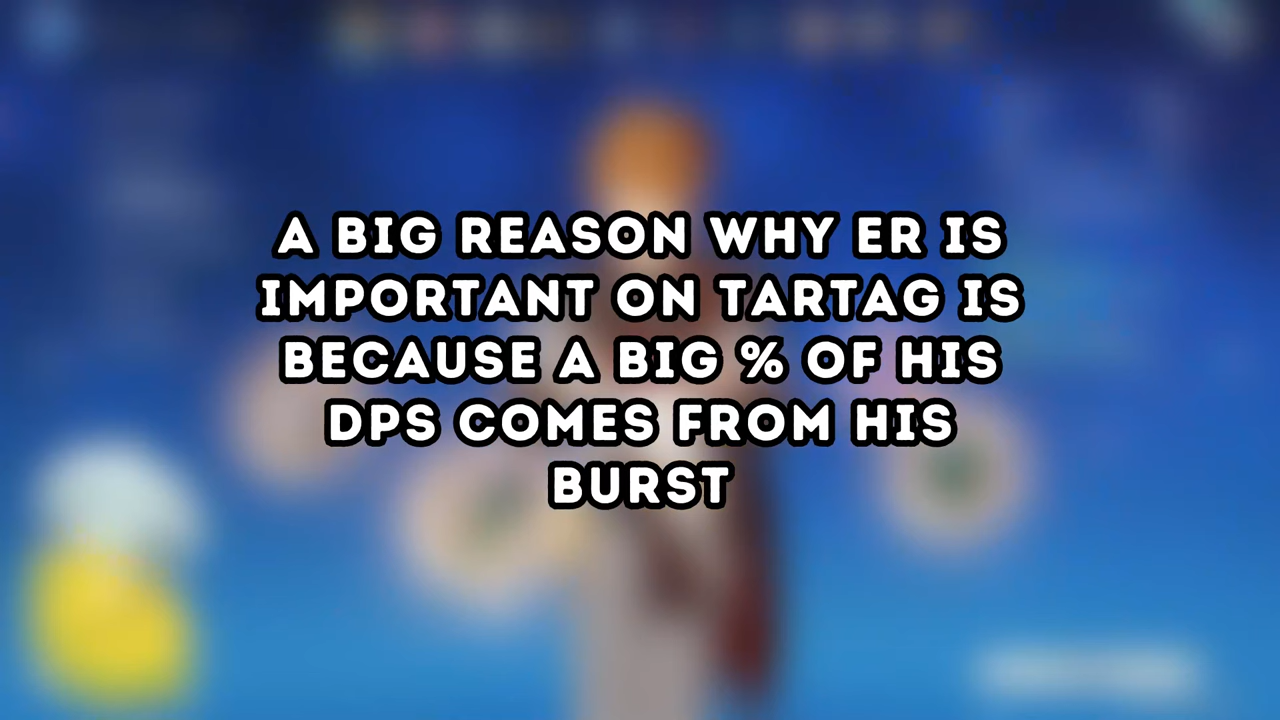 A BIG REASON WHY ER IS
IMPORTANT ON TARTAG IS
BECAUSE A BIG % OF HIS
DPS COMES FROM HIS
BURST